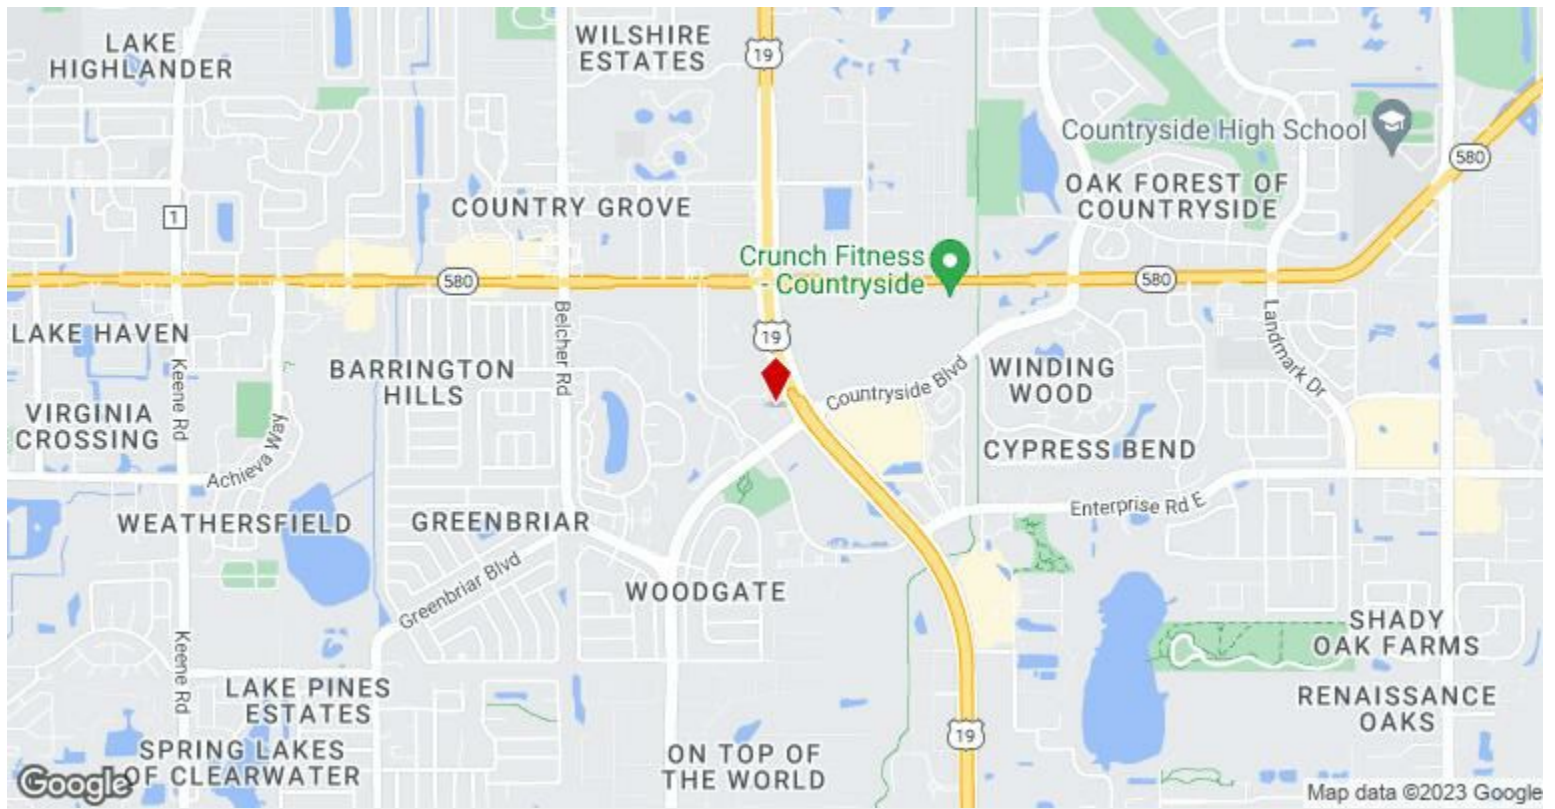 LAKE
HIGHLANDER
WILSHIRE
ESTATES
19
Countryside High School
580
OAK FOREST OF
COUNTRYSIDE
COUNTRY GROVE
1
Crunch Fitness
- Countryside
580
580
19
LAKE HAVEN
Keene Rd
Belcher Rd
Landmark Dr
BARRINGTON
HILLS
WINDING
WOOD
Countryside Blvd
VIRGINIA
CROSSING
Achieva Way
CYPRESS BEND
WEATHERSFIELD
GREENBRIAR
Enterprise Rd E
Greenbriar Blvd
WOODGATE
SHADY
OAK FARMS
Keene Rd
LAKE PINES
ESTATES
RENAISSANCE
OAKS
19
SPRING LAKES
OF CLEARWATER
ON TOP OF
THE WORLD
Google
Map data ©2023 Google